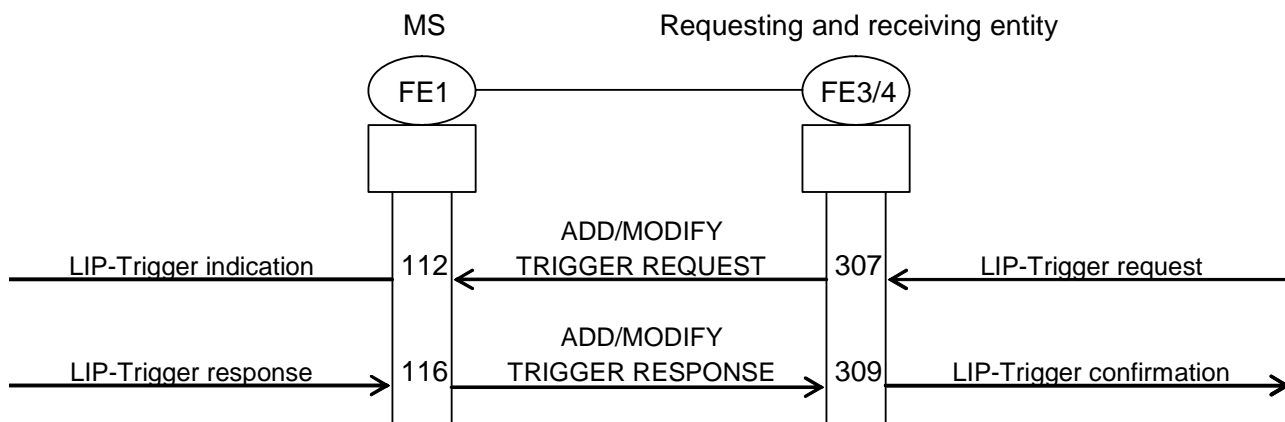 MS
Requesting and receiving entity
FE1
FE3/4
ADD/MODIFY
LIP-Trigger indication
112
TRIGGER REQUEST
307
LIP-Trigger request
ADD/MODIFY
LIP-Trigger response
116
TRIGGER RESPONSE
309
LIP-Trigger confirmation